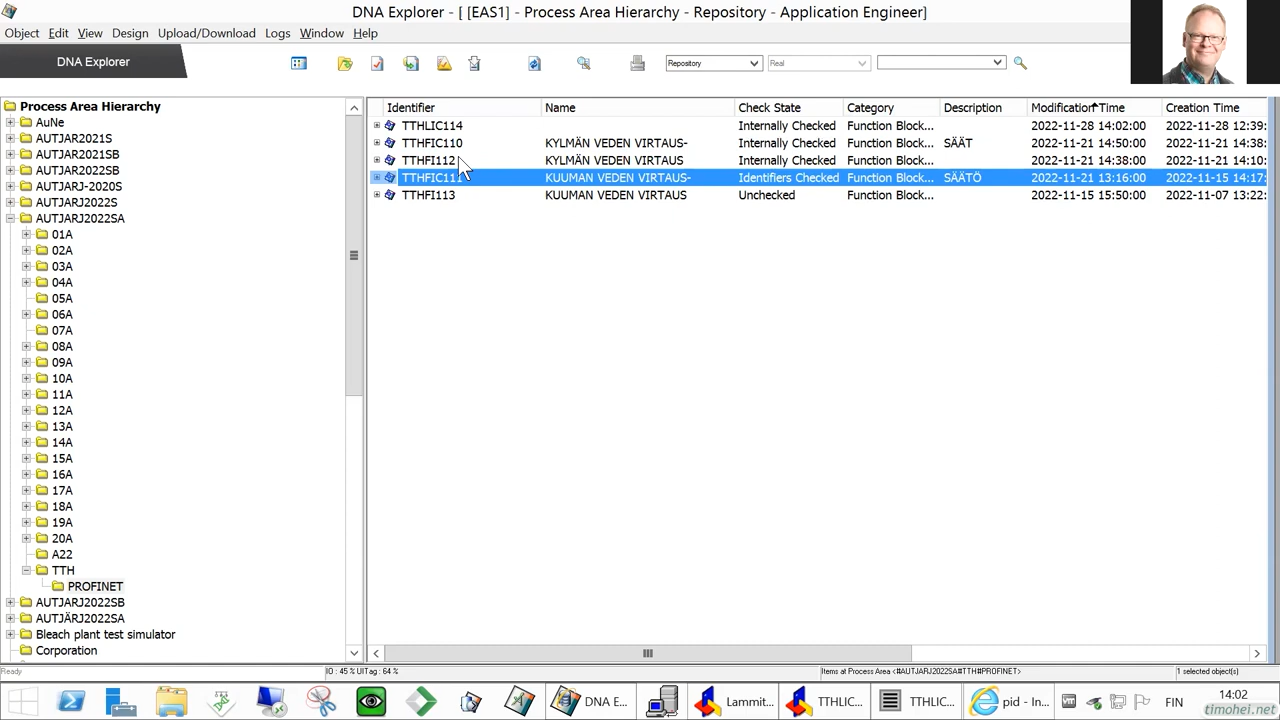 DNA Explorer - [ [EAS1] - Process Area Hierarchy - Repository - Application Engineer]
Object Edit View Design Upload/Download Logs Window Help
DNA Explorer
Repository Real
Process Area Hierarchy
AuNe
AUTJAR2021S
AUTJAR2021SB
AUTJAR2022SB
AUTJARJ-2020S
AUTJARJ2022S
AUTJARJ2022SA
01A
02A
03A
04A
05A
06A
07A
08A
09A
10A
11A
12A
13A
14A
15A
16A
17A
18A
19A
20A
A22
TTH
PROFINET
AUTJARJ2022SB
AUTJÄRJ2022SA
Bleach plant test simulator
Corporation
Identifier Name Check State Category Description Modification Time Creation Time
TTHLIC114 Internally Checked Function Block... 2022-11-28 14:02:00 2022-11-28 12:39:
TTHFIC110 KYLMÄN VEDEN VIRTAUS- Internally Checked Function Block... SÄÄT 2022-11-21 14:50:00 2022-11-21 14:38:
TTHFI112 KYLMÄN VEDEN VIRTAUS Internally Checked Function Block... 2022-11-21 14:38:00 2022-11-21 14:10:
KUUMAN VEDEN VIRTAUS- Identifiers Checked Function Block... SÄÄTÖ 2022-11-21 13:16:00 2022-11-15 14:17:
TTHFI113 KUUMAN VEDEN VIRTAUS Unchecked Function Block... 2022-11-15 15:50:00 2022-11-07 13:22:
Ready IO : 45 % UITag : 64 % Items at Process Area <#AUTJARJ2022SA#TTH#PROFINET> 1 selected object(s)
DNA E... Lammit... TTHLIC... TTHLIC... pid - In... FIN 14:02
timohei.net